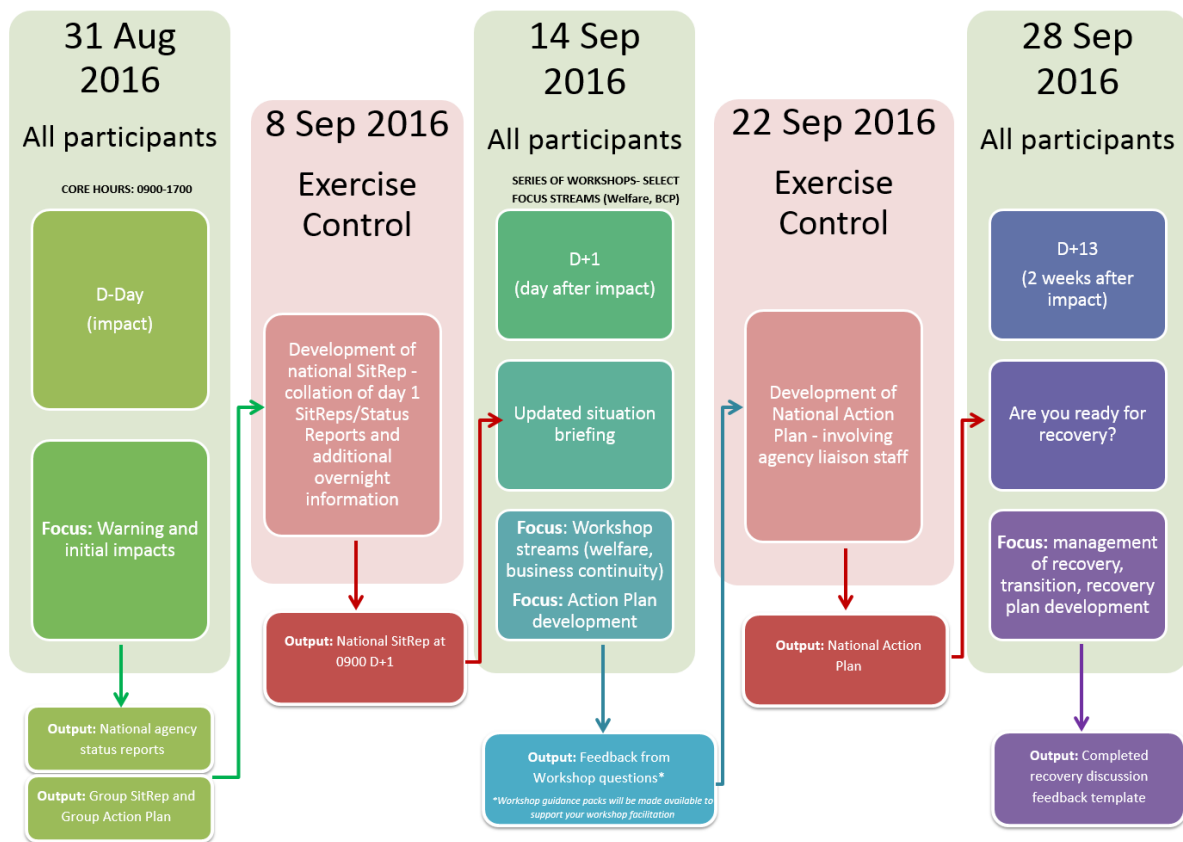 31 Aug
2016
All participants
CORE HOURS: 0900-1700
D-Day
(impact)
Focus: Warning and
initial impacts
Output: National agency
status reports
Output: Group SitRep and
Group Action Plan
8 Sep 2016
Exercise
Control
Development of
national SitRep -
collation of day 1
SitReps/Status
Reports and
additional
overnight
information
Output: National SitRep at
0900 D+1
14 Sep
2016
All participants
SERIES OF WORKSHOPS- SELECT
FOCUS STREAMS (Welfare, BCP)
D+1
(day after impact)
Updated situation
briefing
Focus: Workshop
streams (welfare,
business continuity)
Focus: Action Plan
development
Output: Feedback from
Workshop questions*
*Workshop guidance packs will be made available to
support your workshop facilitation
22 Sep 2016
Exercise
Control
Development of
National Action
Plan - involving
agency liaison staff
Output: National Action
Plan
28 Sep
2016
All participants
D+13
(2 weeks after
impact)
Are you ready for
recovery?
Focus: management
of recovery,
transition, recovery
plan development
Output: Completed
recovery discussion
feedback template